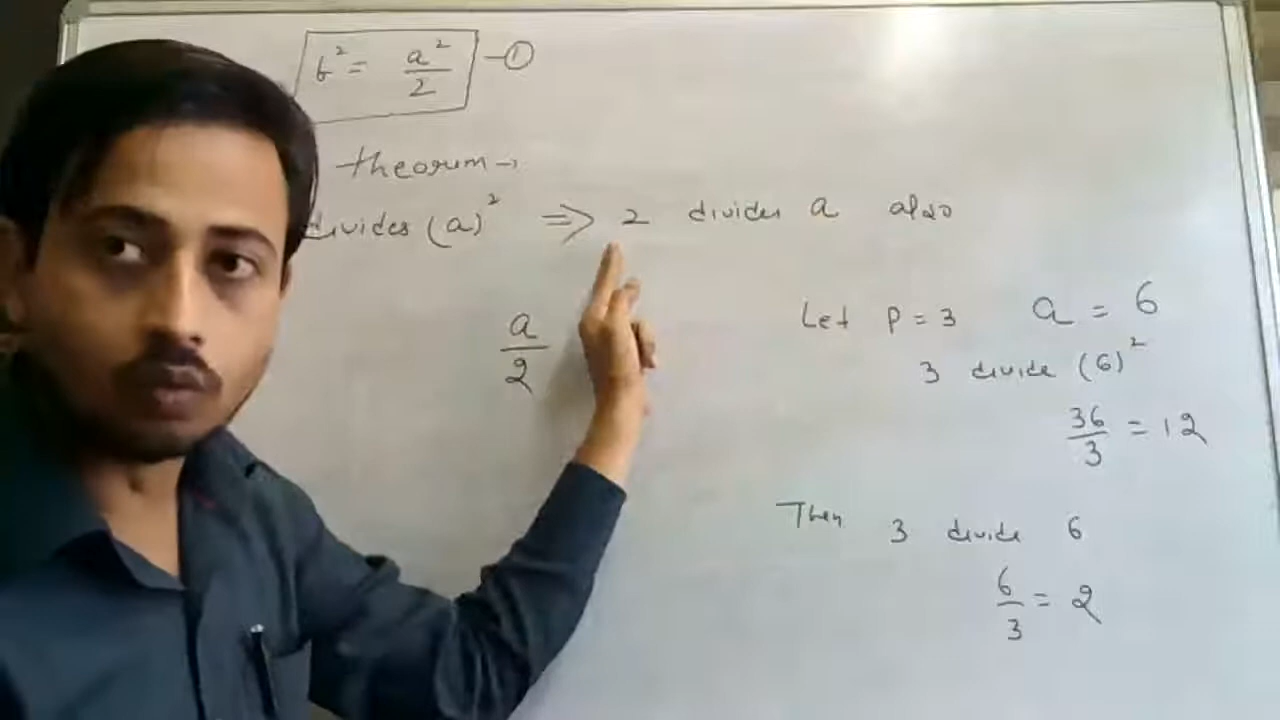 b² = a²/2 —①
theorum →
divides (a)² => 2 divides a also
a/2
Let P = 3 a = 6
3 divide (6)²
36/3 = 12
Then 3 divide 6
6/3 = 2